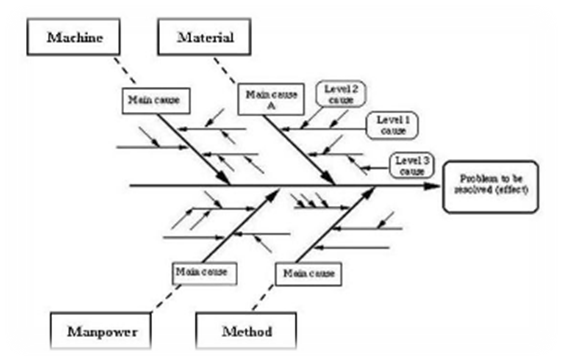 Machine
Material
Main cause
Main cause
A
Level 2
cause
Level 1
cause
Level 3
cause
Problem to be
resolved (effect)
Main cause
Main cause
Manpower
Method